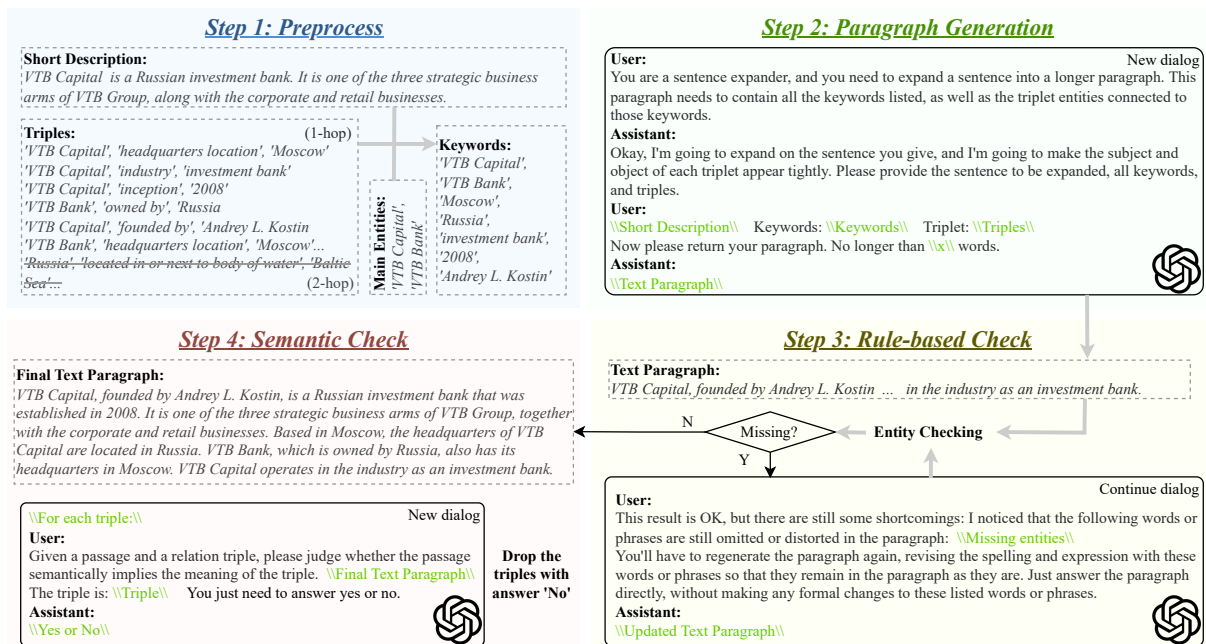 Step 1: Preprocess
Short Description:
VTB Capital is a Russian investment bank. It is one of the three strategic business
arms of VTB Group, along with the corporate and retail businesses.
Triples:
(1-hop)
'VTB Capital', 'headquarters location', 'Moscow'
'VTB Capital', 'industry', 'investment bank'
'VTB Capital', 'inception', '2008'
'VTB Bank', 'owned by', 'Russia
'VTB Capital', 'founded by', 'Andrey L. Kostin
'VTB Bank', 'headquarters location', 'Moscow'...
'Russia', 'located in or next to body of water', 'Baltic
Sea'...
(2-hop)
Main Entities:
'VTB Capital',
'VTB Bank'
Keywords:
'VTB Capital',
'VTB Bank',
'Moscow',
'Russia',
'investment bank',
'2008',
'Andrey L. Kostin'
Step 2: Paragraph Generation
User:
New dialog
You are a sentence expander, and you need to expand a sentence into a longer paragraph. This
paragraph needs to contain all the keywords listed, as well as the triplet entities connected to
those keywords.
Assistant:
Okay, I'm going to expand on the sentence you give, and I'm going to make the subject and
object of each triplet appear tightly. Please provide the sentence to be expanded, all keywords,
and triples.
User:
\\Short Description\\ Keywords: \\Keywords\\ Triplet: \\Triples\\
Now please return your paragraph. No longer than \\x\\ words.
Assistant:
\\Text Paragraph\\
Step 3: Rule-based Check
Text Paragraph:
VTB Capital, founded by Andrey L. Kostin ... in the industry as an investment bank.
Entity Checking
Missing?
N
Y
Continue dialog
User:
This result is OK, but there are still some shortcomings: I noticed that the following words or
phrases are still omitted or distorted in the paragraph: \\Missing entities\\
You'll have to regenerate the paragraph again, revising the spelling and expression with these
words or phrases so that they remain in the paragraph as they are. Just answer the paragraph
directly, without making any formal changes to these listed words or phrases.
Assistant:
\\Updated Text Paragraph\\
Step 4: Semantic Check
Final Text Paragraph:
VTB Capital, founded by Andrey L. Kostin, is a Russian investment bank that was
established in 2008. It is one of the three strategic business arms of VTB Group, together
with the corporate and retail businesses. Based in Moscow, the headquarters of VTB
Capital are located in Russia. VTB Bank, which is owned by Russia, also has its
headquarters in Moscow. VTB Capital operates in the industry as an investment bank.
\\For each triple:\\
New dialog
User:
Given a passage and a relation triple, please judge whether the passage
semantically implies the meaning of the triple. \\Final Text Paragraph\\
The triple is: \\Triple\\ You just need to answer yes or no.
Assistant:
\\Yes or No\\
Drop the
triples with
answer 'No'